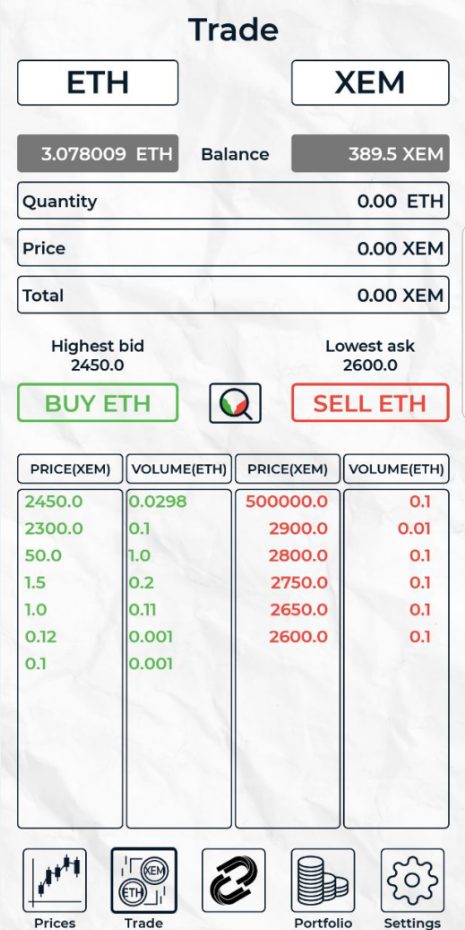 Trade
ETH XEM
3.078009 ETH Balance 389.5 XEM
Quantity 0.00 ETH
Price 0.00 XEM
Total 0.00 XEM
Highest bid Lowest ask
2450.0 2600.0
BUY ETH SELL ETH
PRICE(XEM) VOLUME(ETH) PRICE(XEM) VOLUME(ETH)
2450.0 0.0298 500000.0 0.1
2300.0 0.1 2900.0 0.01
50.0 1.0 2800.0 0.1
1.5 0.2 2750.0 0.1
1.0 0.11 2650.0 0.1
0.12 0.001 2600.0 0.1
0.1 0.001
XEM
ETH
Prices Trade Portfolio Settings